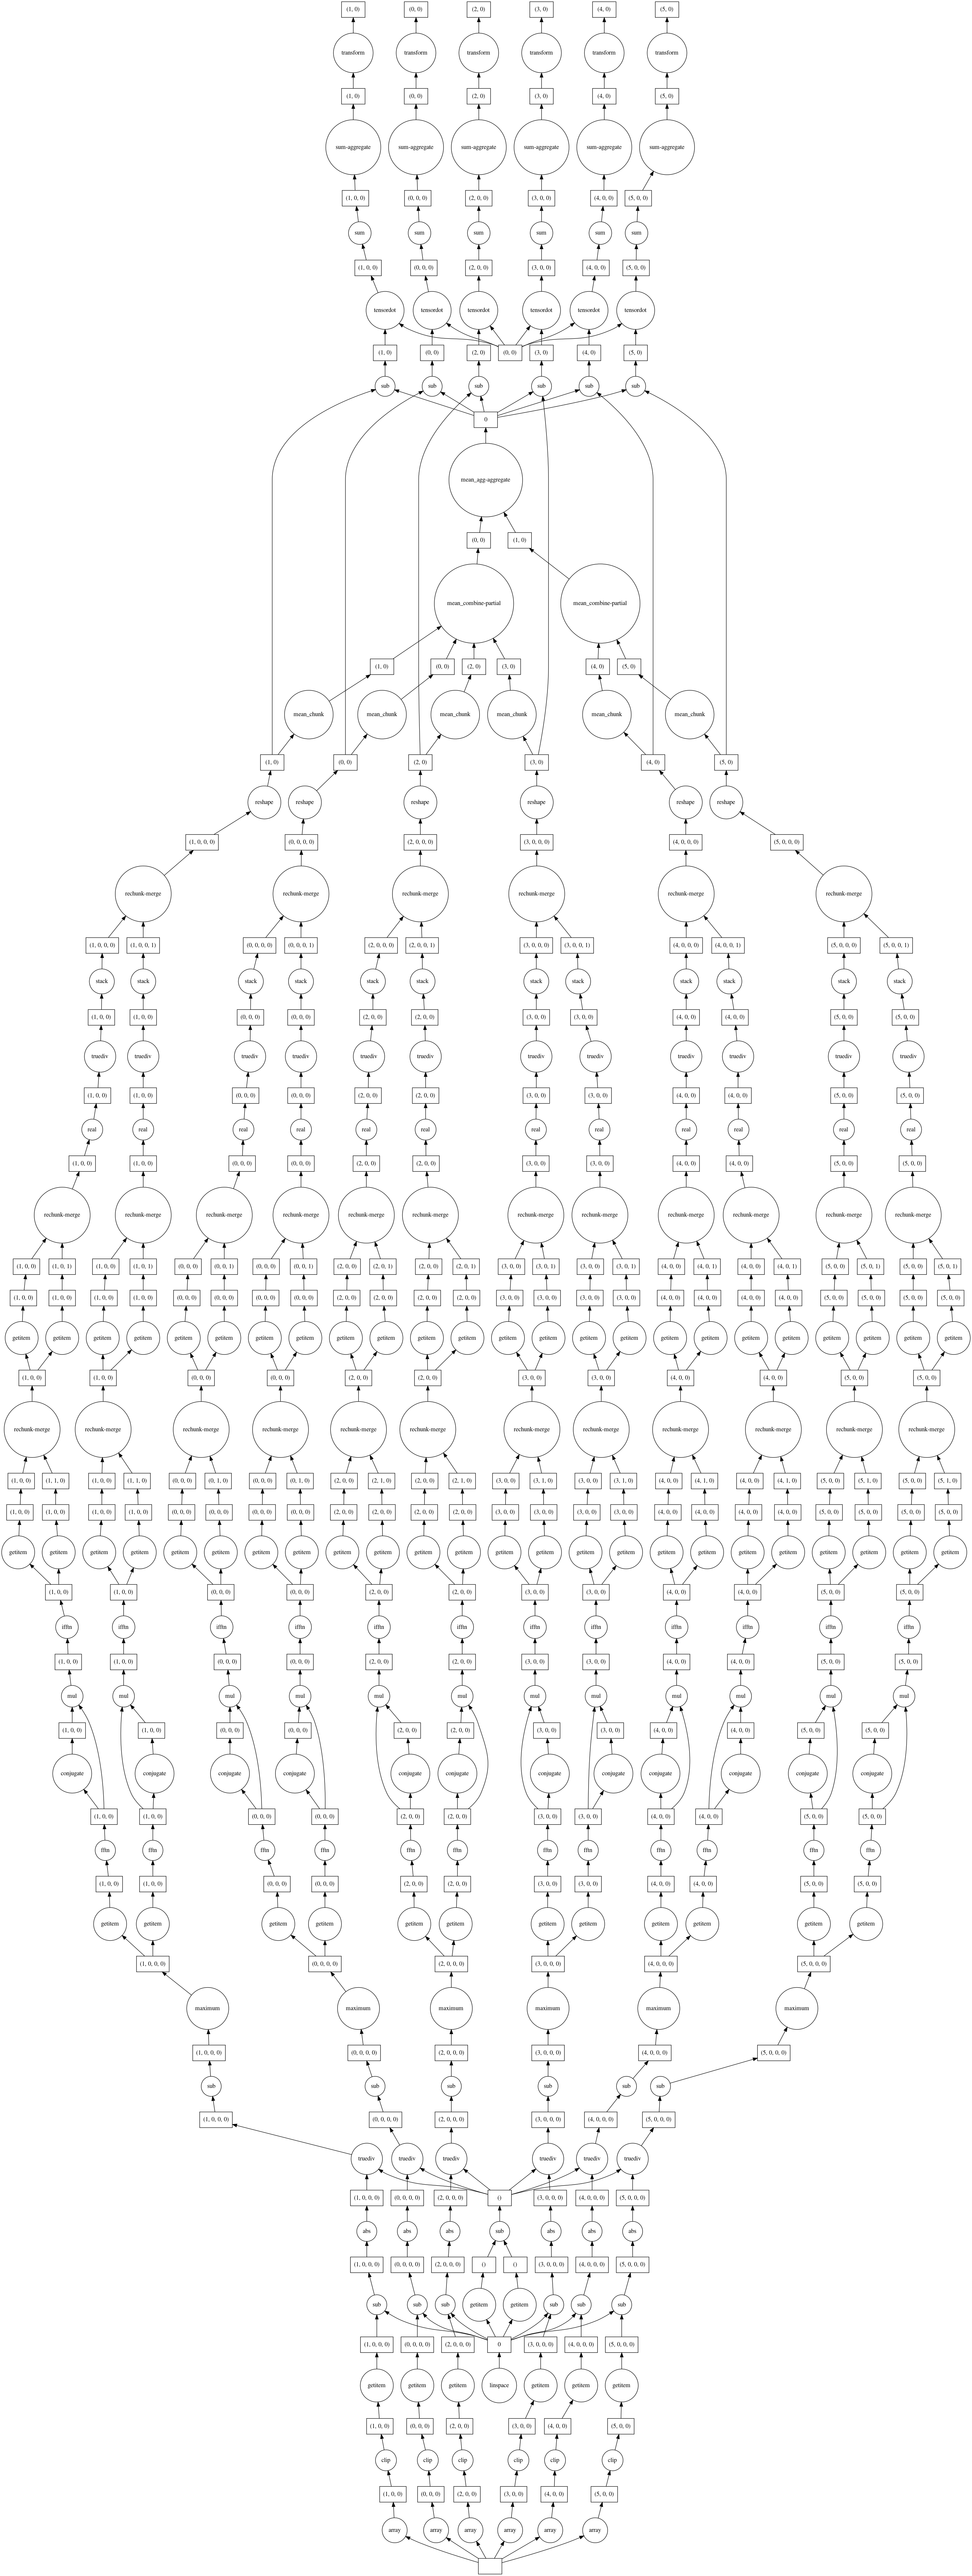 (1, 0) (0, 0) (2, 0) (3, 0) (4, 0) (5, 0)
transform transform transform transform transform transform
(1, 0) (0, 0) (2, 0) (3, 0) (4, 0) (5, 0)
sum-aggregate sum-aggregate sum-aggregate sum-aggregate sum-aggregate sum-aggregate
(1, 0, 0) (0, 0, 0) (2, 0, 0) (3, 0, 0) (4, 0, 0) (5, 0, 0)
sum sum sum sum sum sum
(1, 0, 0) (0, 0, 0) (2, 0, 0) (3, 0, 0) (4, 0, 0) (5, 0, 0)
tensordot tensordot tensordot tensordot tensordot tensordot
(1, 0) (0, 0) (2, 0) (0, 0) (3, 0) (4, 0) (5, 0)
sub sub sub sub sub sub
0
mean_agg-aggregate
(0, 0) (1, 0)
mean_combine-partial mean_combine-partial
(1, 0) (0, 0) (2, 0) (3, 0) (4, 0) (5, 0)
mean_chunk mean_chunk mean_chunk mean_chunk mean_chunk mean_chunk
(1, 0) (0, 0) (2, 0) (3, 0) (4, 0) (5, 0)
reshape reshape reshape reshape reshape reshape
(1, 0, 0, 0) (0, 0, 0, 0) (2, 0, 0, 0) (3, 0, 0, 0) (4, 0, 0, 0) (5, 0, 0, 0)
rechunk-merge rechunk-merge rechunk-merge rechunk-merge rechunk-merge rechunk-merge
(1, 0, 0, 0) (1, 0, 0, 1) (0, 0, 0, 0) (0, 0, 0, 1) (2, 0, 0, 0) (2, 0, 0, 1) (3, 0, 0, 0) (3, 0, 0, 1) (4, 0, 0, 0) (4, 0, 0, 1) (5, 0, 0, 0) (5, 0, 0, 1)
stack stack stack stack stack stack stack stack stack stack stack stack
(1, 0, 0) (1, 0, 0) (0, 0, 0) (0, 0, 0) (2, 0, 0) (2, 0, 0) (3, 0, 0) (3, 0, 0) (4, 0, 0) (4, 0, 0) (5, 0, 0) (5, 0, 0)
truediv truediv truediv truediv truediv truediv truediv truediv truediv truediv truediv truediv
(1, 0, 0) (1, 0, 0) (0, 0, 0) (0, 0, 0) (2, 0, 0) (2, 0, 0) (3, 0, 0) (3, 0, 0) (4, 0, 0) (4, 0, 0) (5, 0, 0) (5, 0, 0)
real real real real real real real real real real real real
(1, 0, 0) (1, 0, 0) (0, 0, 0) (0, 0, 0) (2, 0, 0) (2, 0, 0) (3, 0, 0) (3, 0, 0) (4, 0, 0) (4, 0, 0) (5, 0, 0) (5, 0, 0)
rechunk-merge rechunk-merge rechunk-merge rechunk-merge rechunk-merge rechunk-merge rechunk-merge rechunk-merge rechunk-merge rechunk-merge rechunk-merge rechunk-merge
(1, 0, 0) (1, 0, 1) (1, 0, 0) (1, 0, 1) (0, 0, 0) (0, 0, 1) (0, 0, 0) (0, 0, 1) (2, 0, 0) (2, 0, 1) (2, 0, 0) (2, 0, 1) (3, 0, 0) (3, 0, 1) (3, 0, 0) (3, 0, 1) (4, 0, 0) (4, 0, 1) (4, 0, 0) (4, 0, 1) (5, 0, 0) (5, 0, 1) (5, 0, 0) (5, 0, 1)
(1, 0, 0) (1, 0, 0) (1, 0, 0) (1, 0, 0) (0, 0, 0) (0, 0, 0) (0, 0, 0) (0, 0, 0) (2, 0, 0) (2, 0, 0) (2, 0, 0) (2, 0, 0) (3, 0, 0) (3, 0, 0) (3, 0, 0) (3, 0, 0) (4, 0, 0) (4, 0, 0) (4, 0, 0) (4, 0, 0) (5, 0, 0) (5, 0, 0) (5, 0, 0) (5, 0, 0)
getitem getitem getitem getitem getitem getitem getitem getitem getitem getitem getitem getitem getitem getitem getitem getitem getitem getitem getitem getitem getitem getitem getitem getitem
(1, 0, 0) (1, 0, 0) (0, 0, 0) (0, 0, 0) (2, 0, 0) (2, 0, 0) (3, 0, 0) (3, 0, 0) (4, 0, 0) (4, 0, 0) (5, 0, 0) (5, 0, 0)
rechunk-merge rechunk-merge rechunk-merge rechunk-merge rechunk-merge rechunk-merge rechunk-merge rechunk-merge rechunk-merge rechunk-merge rechunk-merge rechunk-merge
(1, 0, 0) (1, 1, 0) (1, 0, 0) (1, 1, 0) (0, 0, 0) (0, 1, 0) (0, 0, 0) (0, 1, 0) (2, 0, 0) (2, 1, 0) (2, 0, 0) (2, 1, 0) (3, 0, 0) (3, 1, 0) (3, 0, 0) (3, 1, 0) (4, 0, 0) (4, 1, 0) (4, 0, 0) (4, 1, 0) (5, 0, 0) (5, 1, 0) (5, 0, 0) (5, 1, 0)
(1, 0, 0) (1, 0, 0) (1, 0, 0) (1, 0, 0) (0, 0, 0) (0, 0, 0) (0, 0, 0) (0, 0, 0) (2, 0, 0) (2, 0, 0) (2, 0, 0) (2, 0, 0) (3, 0, 0) (3, 0, 0) (3, 0, 0) (3, 0, 0) (4, 0, 0) (4, 0, 0) (4, 0, 0) (4, 0, 0) (5, 0, 0) (5, 0, 0) (5, 0, 0) (5, 0, 0)
getitem getitem getitem getitem getitem getitem getitem getitem getitem getitem getitem getitem getitem getitem getitem getitem getitem getitem getitem getitem getitem getitem getitem getitem
(1, 0, 0) (1, 0, 0) (0, 0, 0) (0, 0, 0) (2, 0, 0) (2, 0, 0) (3, 0, 0) (3, 0, 0) (4, 0, 0) (4, 0, 0) (5, 0, 0) (5, 0, 0)
ifftn ifftn ifftn ifftn ifftn ifftn ifftn ifftn ifftn ifftn ifftn ifftn
(1, 0, 0) (1, 0, 0) (0, 0, 0) (0, 0, 0) (2, 0, 0) (2, 0, 0) (3, 0, 0) (3, 0, 0) (4, 0, 0) (4, 0, 0) (5, 0, 0) (5, 0, 0)
mul mul mul mul mul mul mul mul mul mul mul mul
(1, 0, 0) (1, 0, 0) (0, 0, 0) (0, 0, 0) (2, 0, 0) (2, 0, 0) (3, 0, 0) (3, 0, 0) (4, 0, 0) (4, 0, 0) (5, 0, 0) (5, 0, 0)
conjugate conjugate conjugate conjugate conjugate conjugate conjugate conjugate conjugate conjugate conjugate conjugate
(1, 0, 0) (1, 0, 0) (0, 0, 0) (0, 0, 0) (2, 0, 0) (2, 0, 0) (3, 0, 0) (3, 0, 0) (4, 0, 0) (4, 0, 0) (5, 0, 0) (5, 0, 0)
fftn fftn fftn fftn fftn fftn fftn fftn fftn fftn fftn fftn
(1, 0, 0) (1, 0, 0) (0, 0, 0) (0, 0, 0) (2, 0, 0) (2, 0, 0) (3, 0, 0) (3, 0, 0) (4, 0, 0) (4, 0, 0) (5, 0, 0) (5, 0, 0)
getitem getitem getitem getitem getitem getitem getitem getitem getitem getitem getitem getitem
(1, 0, 0, 0) (0, 0, 0, 0) (2, 0, 0, 0) (3, 0, 0, 0) (4, 0, 0, 0) (5, 0, 0, 0)
maximum maximum maximum maximum maximum maximum
(1, 0, 0, 0) (0, 0, 0, 0) (2, 0, 0, 0) (3, 0, 0, 0) (4, 0, 0, 0) (5, 0, 0, 0)
sub sub sub sub sub sub
(1, 0, 0, 0) (0, 0, 0, 0) (2, 0, 0, 0) (3, 0, 0, 0) (4, 0, 0, 0) (5, 0, 0, 0)
truediv truediv truediv truediv truediv truediv
(1, 0, 0, 0) (0, 0, 0, 0) (2, 0, 0, 0) () (3, 0, 0, 0) (4, 0, 0, 0) (5, 0, 0, 0)
abs abs abs sub abs abs abs
(1, 0, 0, 0) (0, 0, 0, 0) (2, 0, 0, 0) () () (3, 0, 0, 0) (4, 0, 0, 0) (5, 0, 0, 0)
sub sub sub getitem getitem sub sub sub
(1, 0, 0, 0) (0, 0, 0, 0) (2, 0, 0, 0) 0 (3, 0, 0, 0) (4, 0, 0, 0) (5, 0, 0, 0)
getitem getitem getitem linspace getitem getitem getitem
(1, 0, 0) (0, 0, 0) (2, 0, 0) (3, 0, 0) (4, 0, 0) (5, 0, 0)
clip clip clip clip clip clip
(1, 0, 0) (0, 0, 0) (2, 0, 0) (3, 0, 0) (4, 0, 0) (5, 0, 0)
array array array array array array